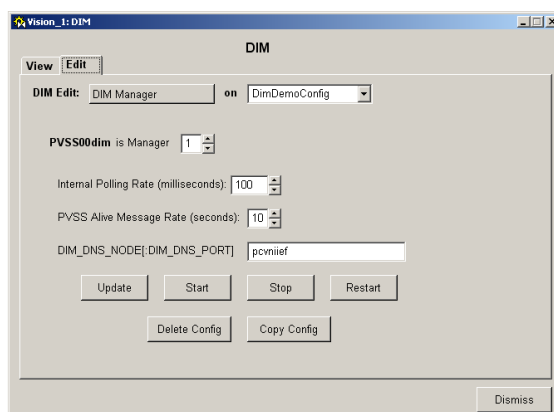 Vision_1: DIM
DIM
View Edit
DIM Edit: DIM Manager on DimDemoConfig
PVSS00dim is Manager 1
Internal Polling Rate (milliseconds): 100
PVSS Alive Message Rate (seconds): 10
DIM_DNS_NODE[:DIM_DNS_PORT] pcvniief
Update Start Stop Restart
Delete Config Copy Config
Dismiss